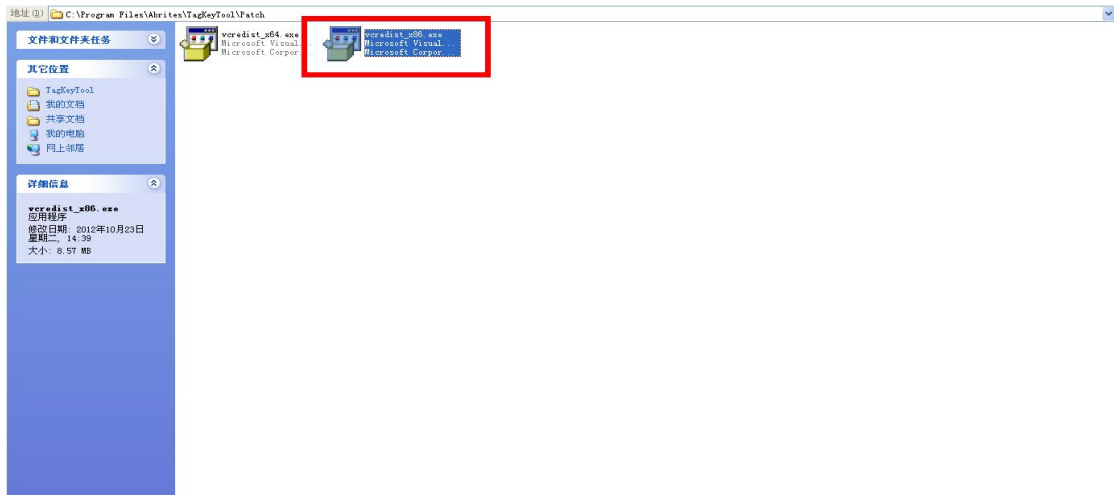 地址(D) C:\Program Files\Abrites\TagKeyTool\Patch
文件和文件夹任务
其它位置
TagKeyTool
我的文档
共享文档
我的电脑
网上邻居
详细信息
vcredist_x86.exe
应用程序
修改日期: 2012年10月23日
星期二, 14:39
大小: 8.57 MB
vcredist_x64.exe
Microsoft Visual...
Microsoft Corpor...
vcredist_x86.exe
Microsoft Visual...
Microsoft Corpor...